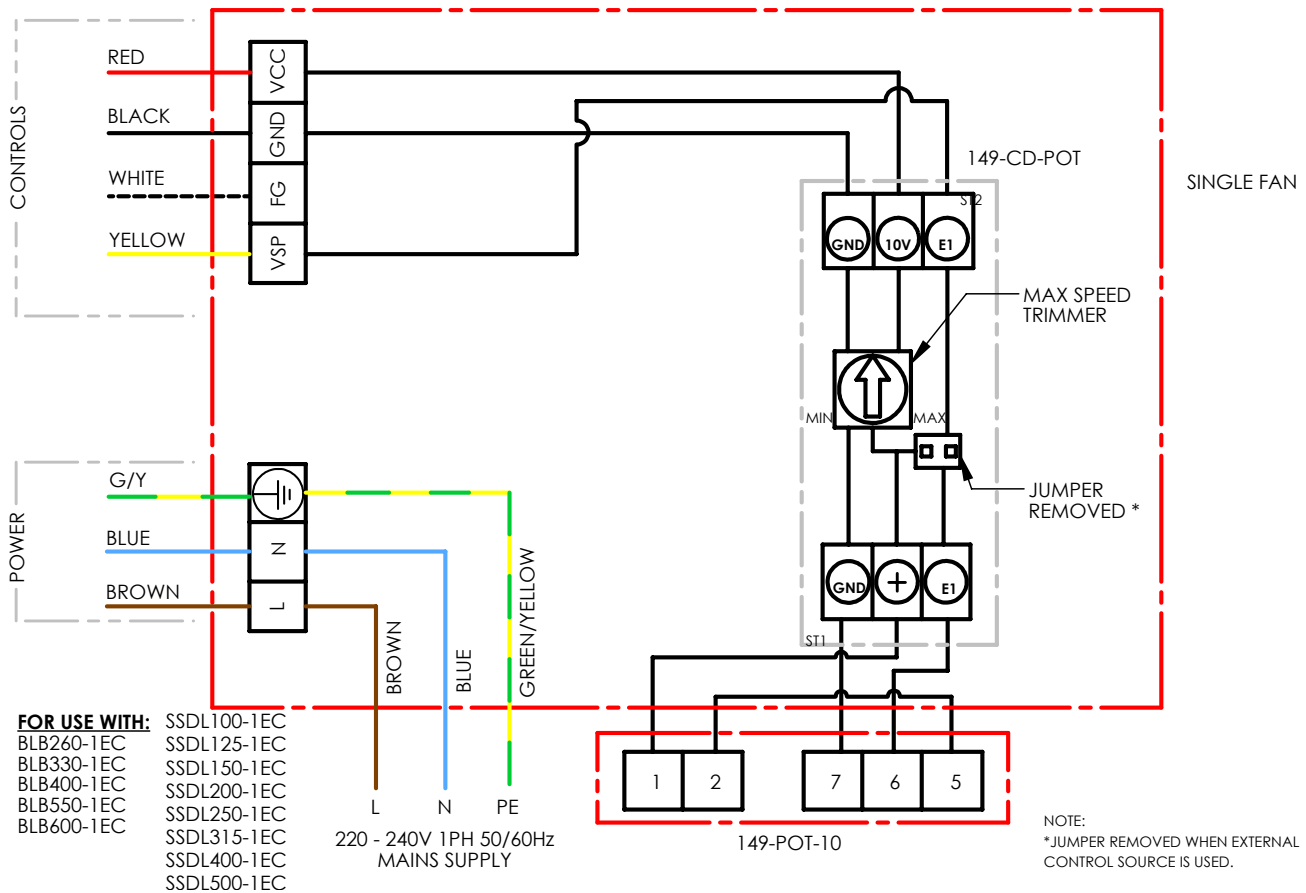 CONTROLS
RED
BLACK
WHITE
YELLOW
VCC
GND
FG
VSP
149-CD-POT
SINGLE FAN
ST2
GND
10V
E1
MAX SPEED
TRIMMER
MIN
MAX
JUMPER
REMOVED *
GND
+
E1
ST1
POWER
G/Y
BLUE
BROWN
N
L
BROWN
BLUE
GREEN/YELLOW
FOR USE WITH:
BLB260-1EC
BLB330-1EC
BLB400-1EC
BLB550-1EC
BLB600-1EC
SSDL100-1EC
SSDL125-1EC
SSDL150-1EC
SSDL200-1EC
SSDL250-1EC
SSDL315-1EC
SSDL400-1EC
SSDL500-1EC
L
N
PE
220 - 240V 1PH 50/60Hz
MAINS SUPPLY
1
2
7
6
5
149-POT-10
NOTE:
*JUMPER REMOVED WHEN EXTERNAL
CONTROL SOURCE IS USED.